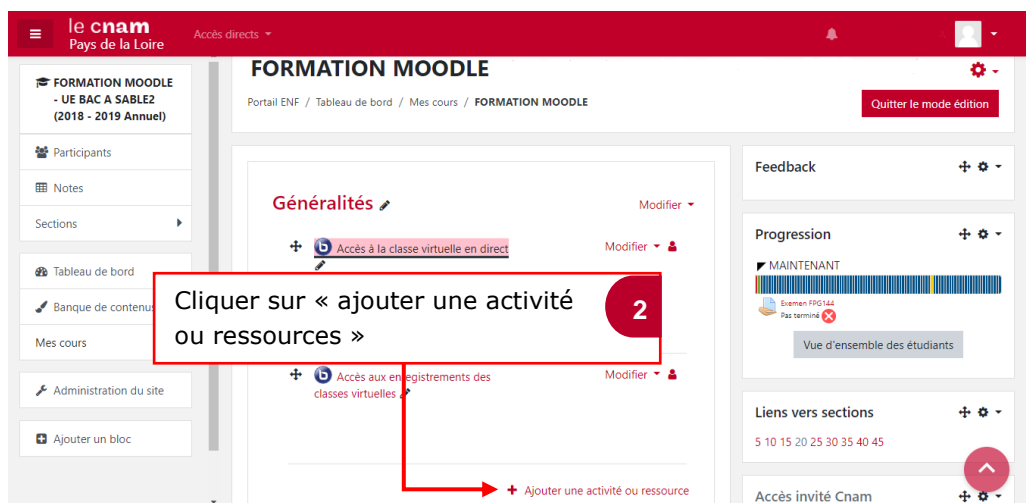 le cnam
Pays de la Loire
Accès directs
FORMATION MOODLE
- UE BAC A SABLE2
(2018 - 2019 Annuel)
Participants
Notes
Sections
Tableau de bord
Banque de contenus
Mes cours
Administration du site
Ajouter un bloc
FORMATION MOODLE
Portail ENF / Tableau de bord / Mes cours / FORMATION MOODLE
Quitter le mode édition
Généralités
Modifier
Accès à la classe virtuelle en direct
Modifier
Cliquer sur « ajouter une activité
ou ressources »
2
Accès aux enregistrements des
classes virtuelles
Modifier
Ajouter une activité ou ressource
Feedback
Progression
MAINTENANT
Examen FPG144
Pas terminé
Vue d'ensemble des étudiants
Liens vers sections
5 10 15 20 25 30 35 40 45
Accès invité Cnam